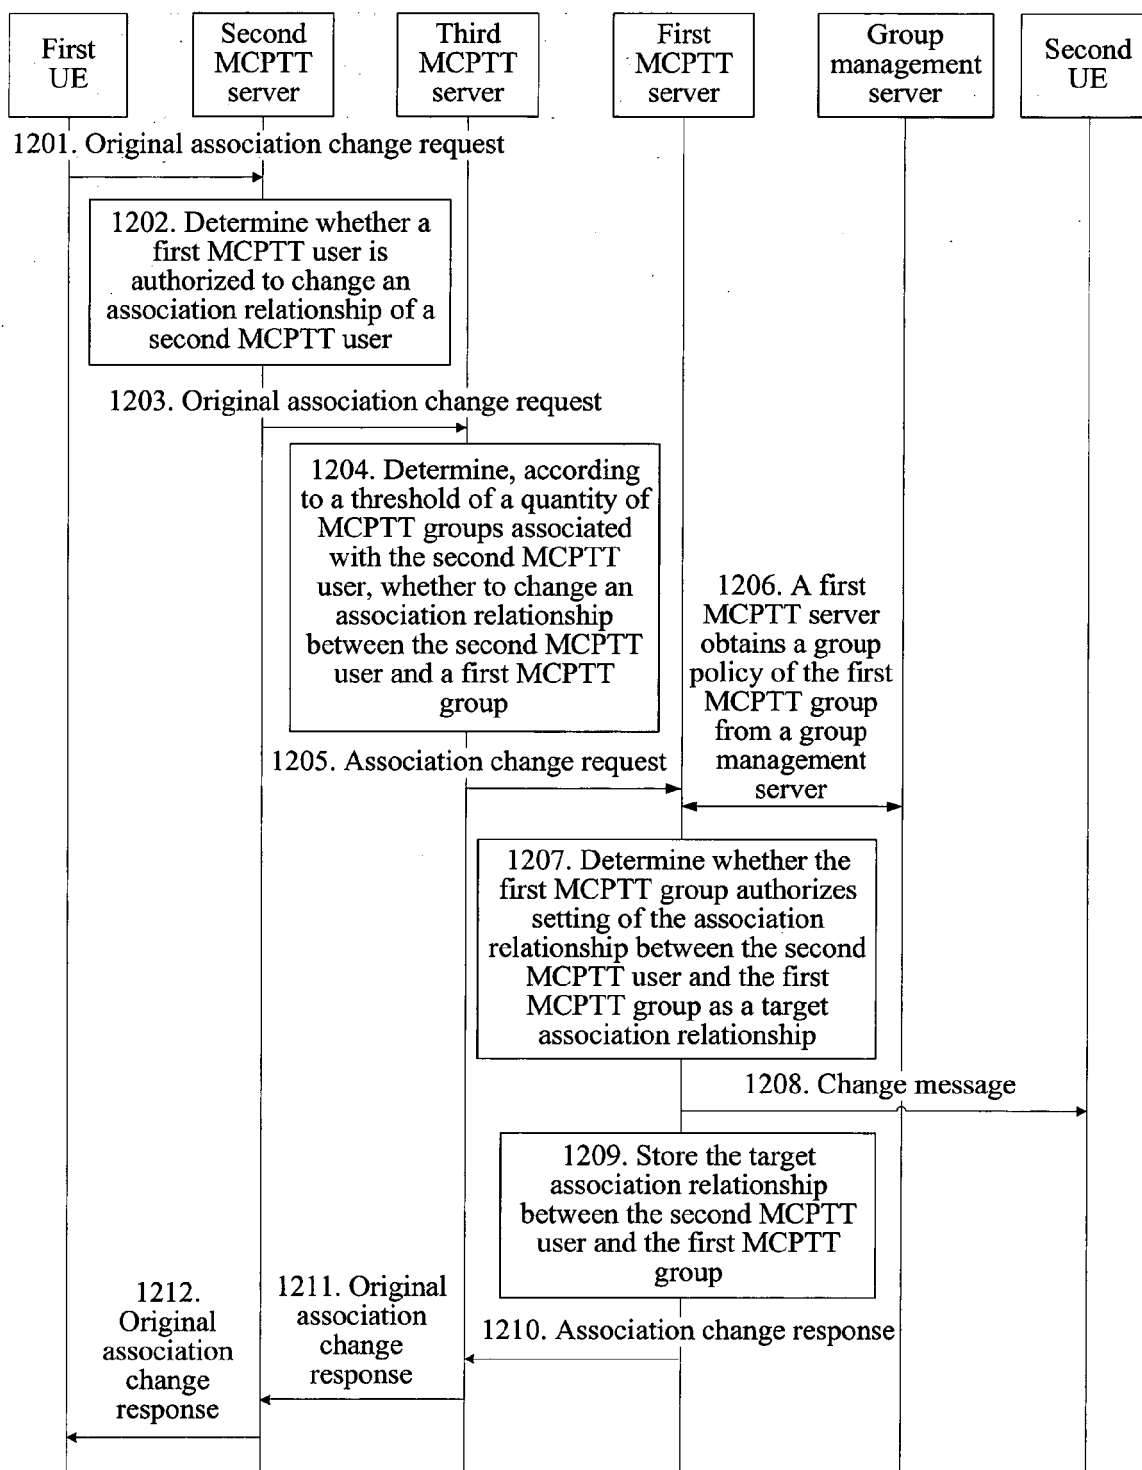 First
UE
Second
MCPTT
server
Third
MCPTT
server
First
MCPTT
server
Group
management
server
Second
UE
1201. Original association change request
1202. Determine whether a
first MCPTT user is
authorized to change an
association relationship of a
second MCPTT user
1203. Original association change request
1204. Determine, according
to a threshold of a quantity of
MCPTT groups associated
with the second MCPTT
user, whether to change an
association relationship
between the second MCPTT
user and a first MCPTT
group
1205. Association change request
1206. A first
MCPTT server
obtains a group
policy of the first
MCPTT group
from a group
management
server
1207. Determine whether the
first MCPTT group authorizes
setting of the association
relationship between the second
MCPTT user and the first
MCPTT group as a target
association relationship
1208. Change message
1209. Store the target
association relationship
between the second MCPTT
user and the first MCPTT
group
1210. Association change response
1211. Original
association
change
response
1212.
Original
association
change
response